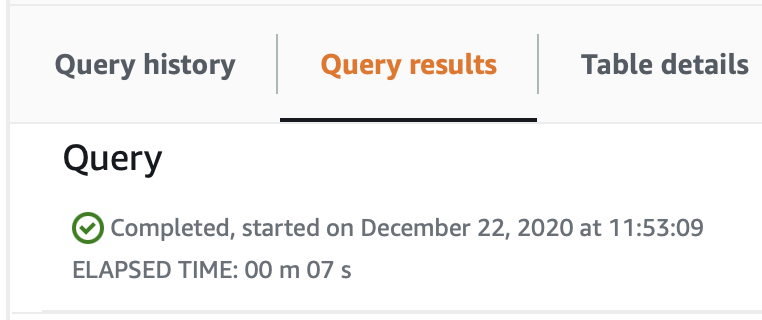 Query history Query results Table details
Query
Completed, started on December 22, 2020 at 11:53:09
ELAPSED TIME: 00 m 07 s